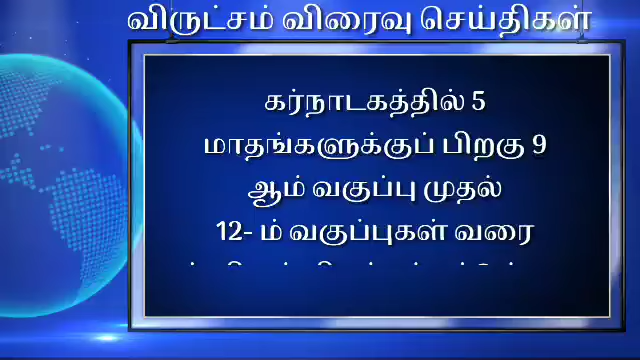 விருட்சம் விரைவு செய்திகள்
கர்நாடகத்தில் 5
மாதங்களுக்குப் பிறகு 9
ஆம் வகுப்பு முதல்
12- ம் வகுப்புகள் வரை